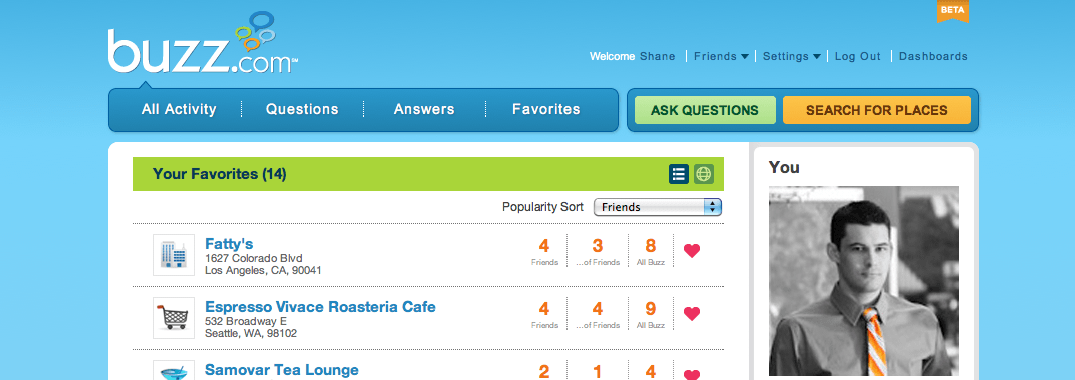 BETA
buzz.com℠
Welcome Shane Friends Settings Log Out Dashboards
All Activity Questions Answers Favorites ASK QUESTIONS SEARCH FOR PLACES
Your Favorites (14)
You
Popularity Sort Friends
Fatty's
1627 Colorado Blvd
Los Angeles, CA, 90041
4 3 8
Friends ...of Friends All Buzz
Espresso Vivace Roasteria Cafe
532 Broadway E
Seattle, WA, 98102
4 4 9
Friends ...of Friends All Buzz
Samovar Tea Lounge
2 1 4